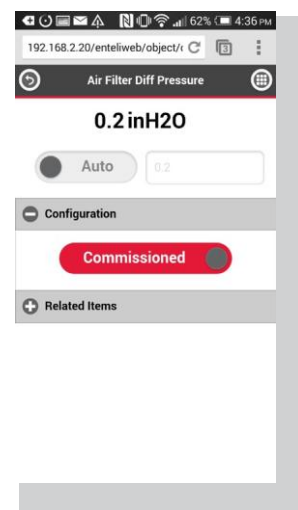 62% 4:36 PM
192.168.2.20/enteliweb/object/ 3
Air Filter Diff Pressure
0.2 inH2O
Auto 0.2
Configuration
Commissioned
Related Items